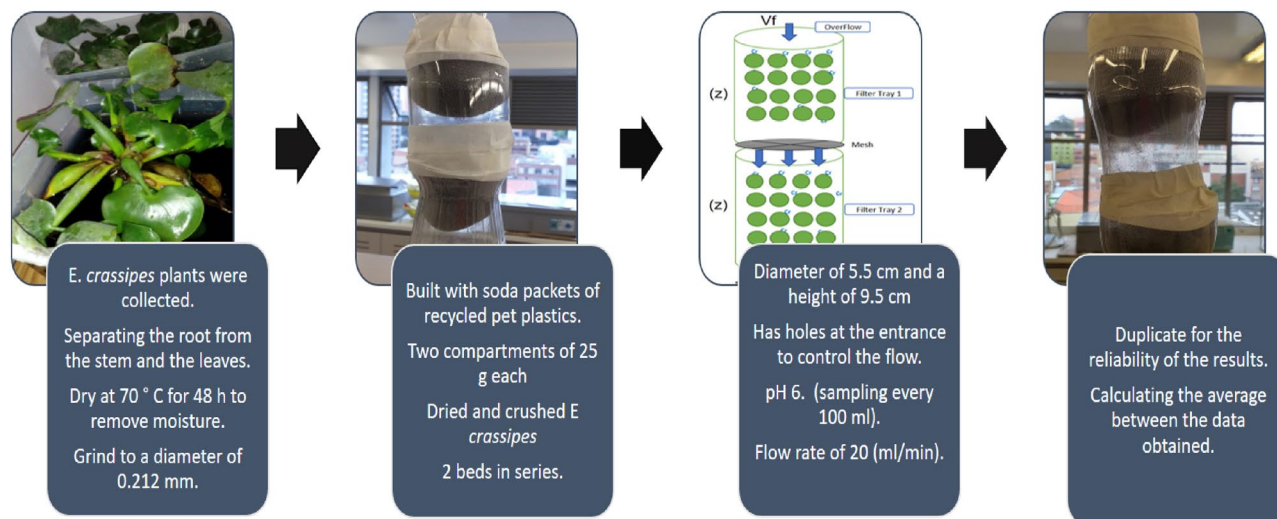 E. crassipes plants were
collected.
Separating the root from
the stem and the leaves.
Dry at 70 ° C for 48 h to
remove moisture.
Grind to a diameter of
0.212 mm.
Built with soda packets of
recycled pet plastics.
Two compartments of 25
g each
Dried and crushed E
crassipes
2 beds in series.
Vf
OverFlow
(z)
Filter Tray 1
Mesh
(z)
Filter Tray 2
Diameter of 5.5 cm and a
height of 9.5 cm
Has holes at the entrance
to control the flow.
pH 6. (sampling every
100 ml).
Flow rate of 20 (ml/min).
Duplicate for the
reliability of the results.
Calculating the average
between the data
obtained.